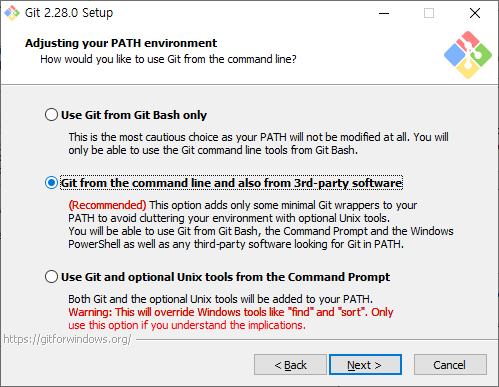 Git 2.28.0 Setup
Adjusting your PATH environment
How would you like to use Git from the command line?
Use Git from Git Bash only
This is the most cautious choice as your PATH will not be modified at all. You will
only be able to use the Git command line tools from Git Bash.
Git from the command line and also from 3rd-party software
(Recommended) This option adds only some minimal Git wrappers to your
PATH to avoid cluttering your environment with optional Unix tools.
You will be able to use Git from Git Bash, the Command Prompt and the Windows
PowerShell as well as any third-party software looking for Git in PATH.
Use Git and optional Unix tools from the Command Prompt
Both Git and the optional Unix tools will be added to your PATH.
Warning: This will override Windows tools like "find" and "sort". Only
use this option if you understand the implications.
https://gitforwindows.org/
< Back
Next >
Cancel